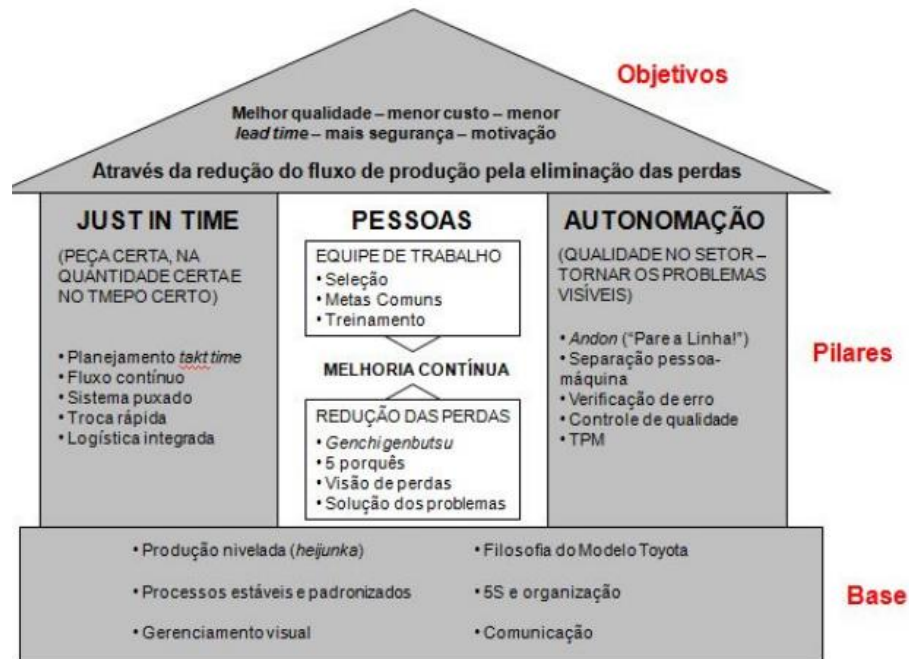 Objetivos
Melhor qualidade – menor custo – menor
lead time – mais segurança – motivação
Através da redução do fluxo de produção pela eliminação das perdas
JUST IN TIME
(PEÇA CERTA, NA
QUANTIDADE CERTA E
NO TMEPO CERTO)
• Planejamento takt time
• Fluxo contínuo
• Sistema puxado
• Troca rápida
• Logística integrada
PESSOAS
EQUIPE DE TRABALHO
• Seleção
• Metas Comuns
• Treinamento
MELHORIA CONTÍNUA
REDUÇÃO DAS PERDAS
• Genchi genbutsu
• 5 porquês
• Visão de perdas
• Solução dos problemas
AUTONOMAÇÃO
(QUALIDADE NO SETOR –
TORNAR OS PROBLEMAS
VISÍVEIS)
• Andon (“Pare a Linha!”)
• Separação pessoa-
máquina
• Verificação de erro
• Controle de qualidade
• TPM
Pilares
• Produção nivelada (heijunka)
• Processos estáveis e padronizados
• Gerenciamento visual
• Filosofia do Modelo Toyota
• 5S e organização
• Comunicação
Base